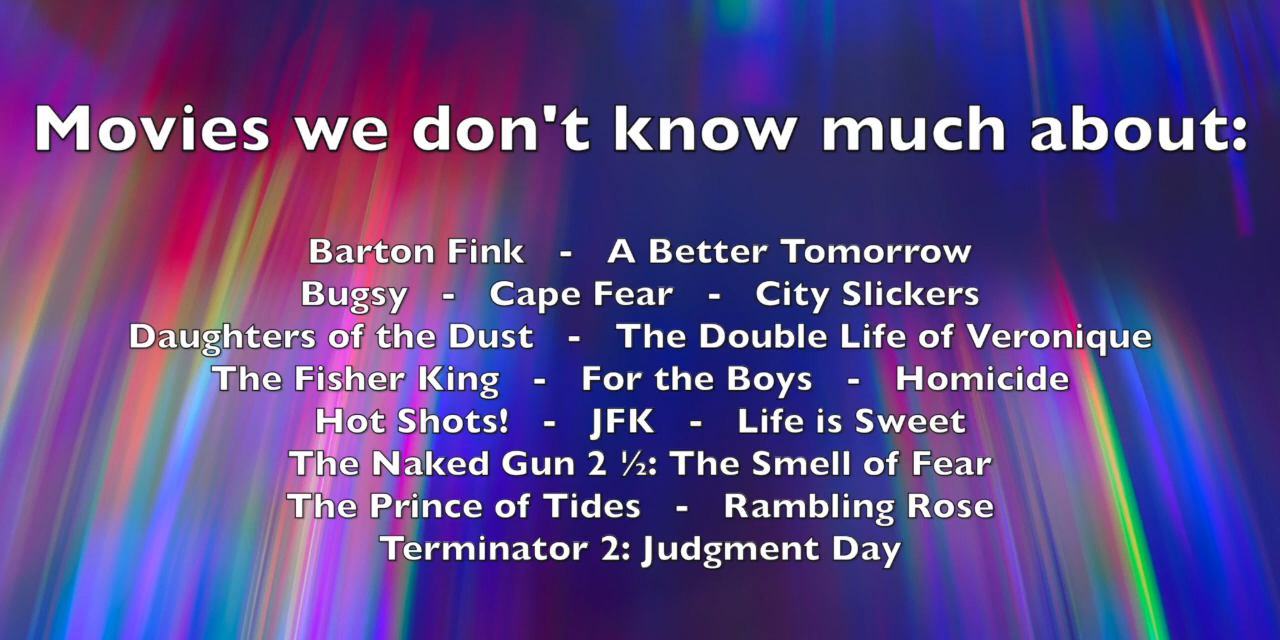 Movies we don't know much about:
Barton Fink - A Better Tomorrow
Bugsy - Cape Fear - City Slickers
Daughters of the Dust - The Double Life of Veronique
The Fisher King - For the Boys - Homicide
Hot Shots! - JFK - Life is Sweet
The Naked Gun 2 ½: The Smell of Fear
The Prince of Tides - Rambling Rose
Terminator 2: Judgment Day